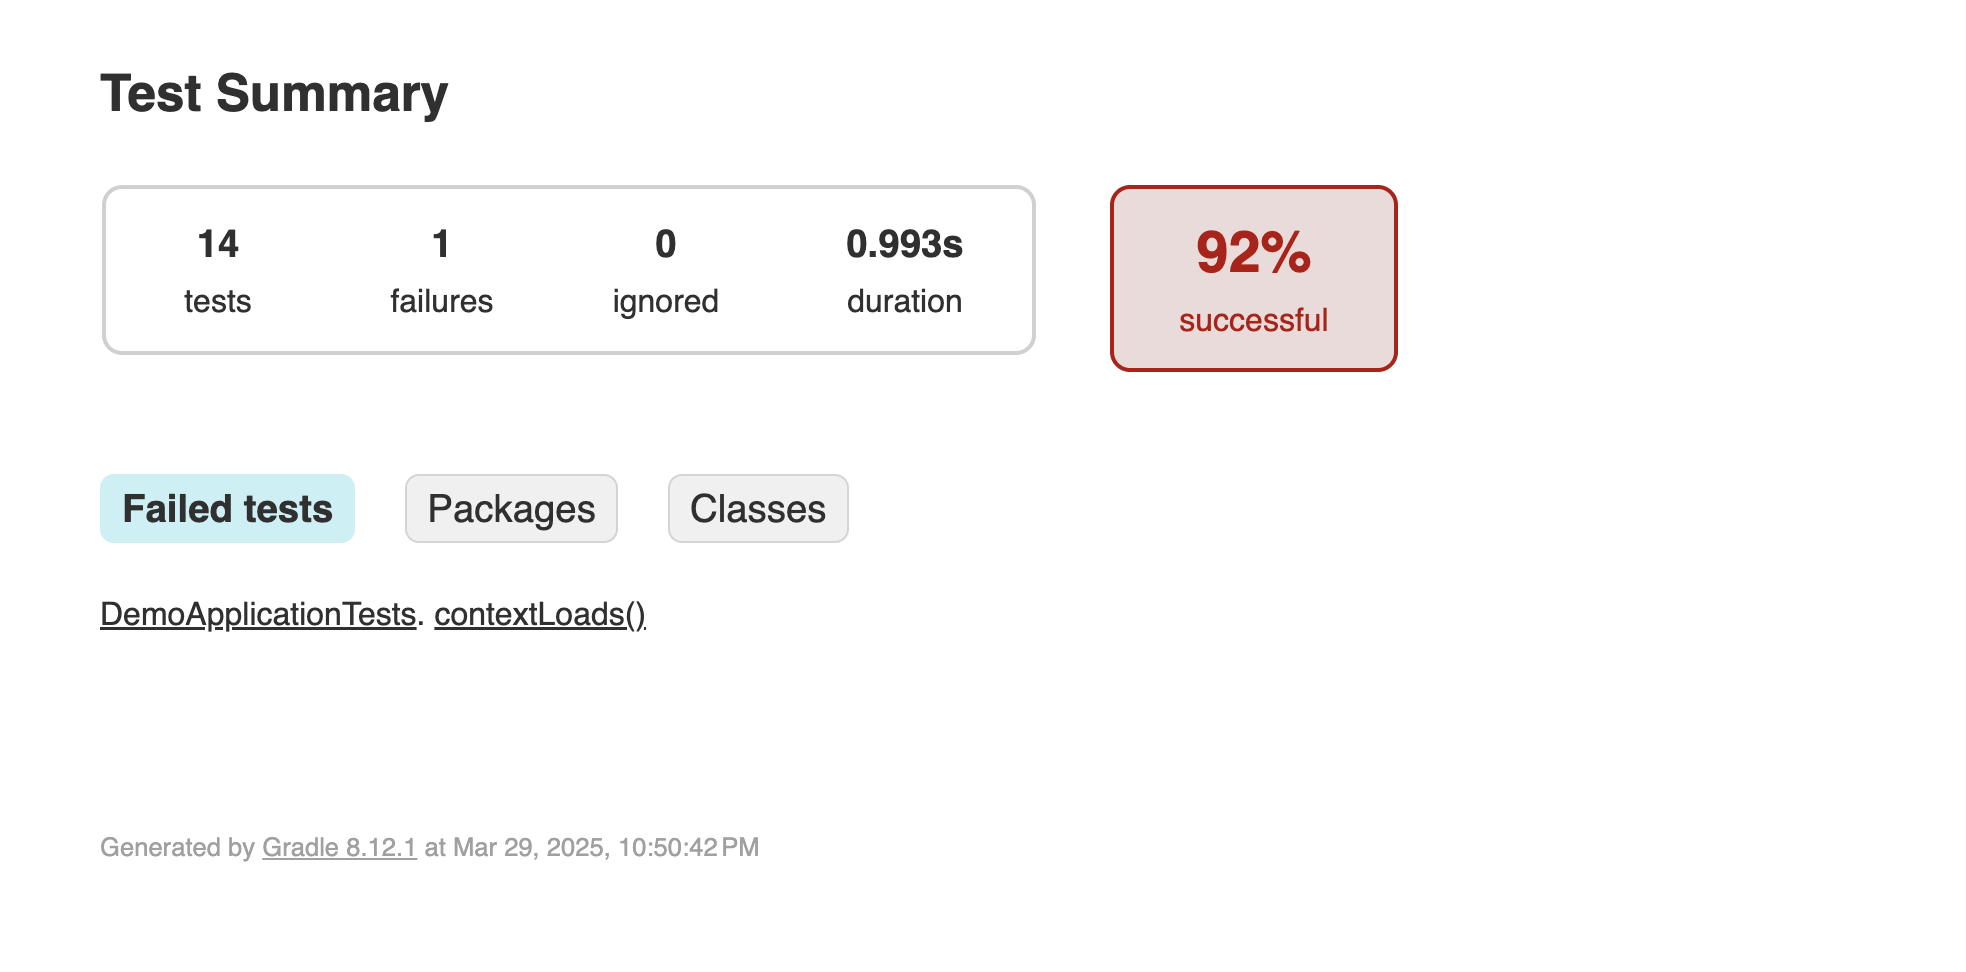 Test Summary
14 1 0 0.993s
tests failures ignored duration
92%
successful
Failed tests Packages Classes
DemoApplicationTests. contextLoads()
Generated by Gradle 8.12.1 at Mar 29, 2025, 10:50:42 PM